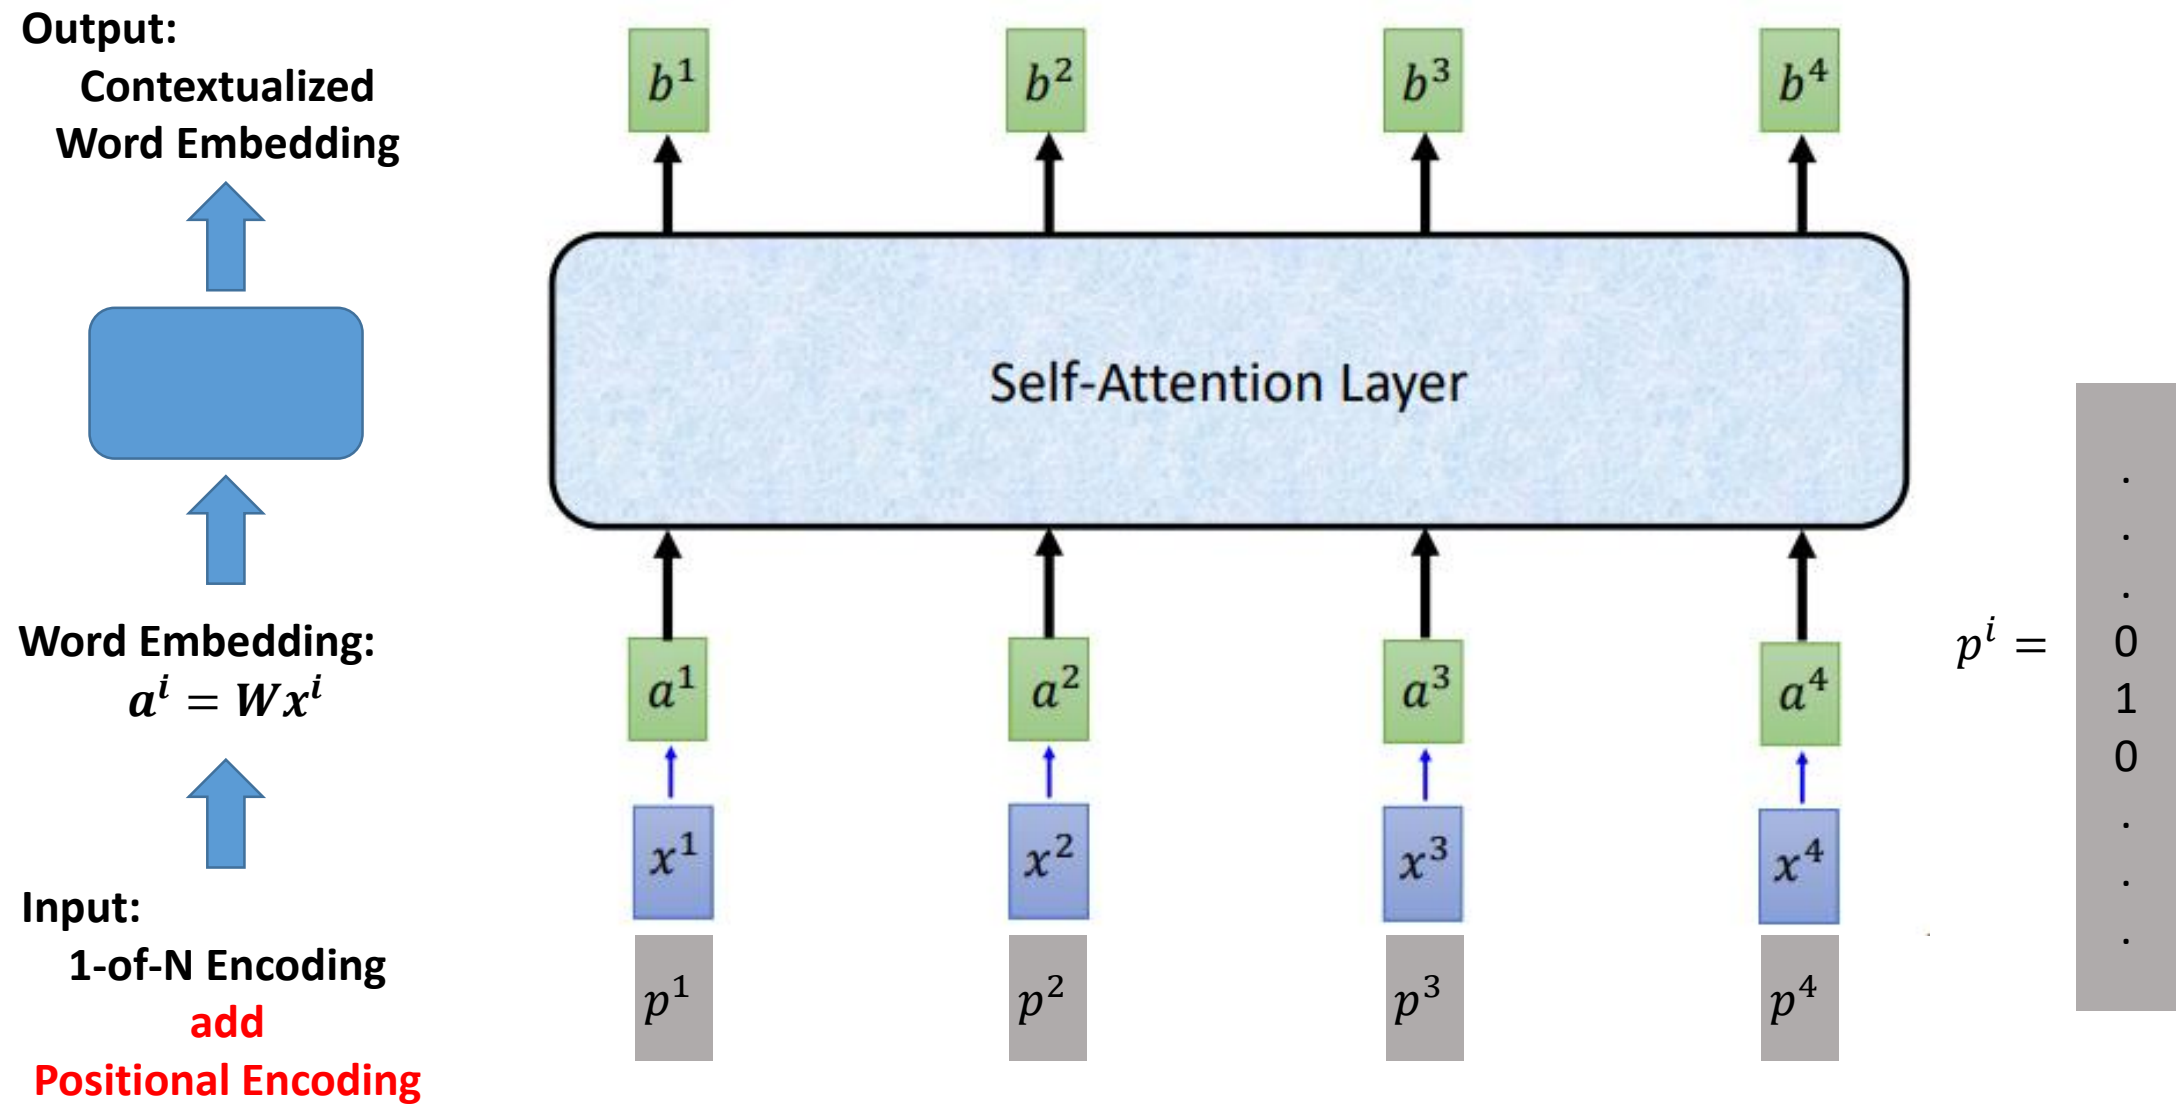 Output:
Contextualized
Word Embedding
b¹ b² b³ b⁴
Self-Attention Layer
Word Embedding:
aⁱ = Wxⁱ
a¹ a² a³ a⁴
x¹ x² x³ x⁴
Input:
1-of-N Encoding
add
Positional Encoding
p¹ p² p³ p⁴
pⁱ =
.
.
.
0
1
0
.
.
.